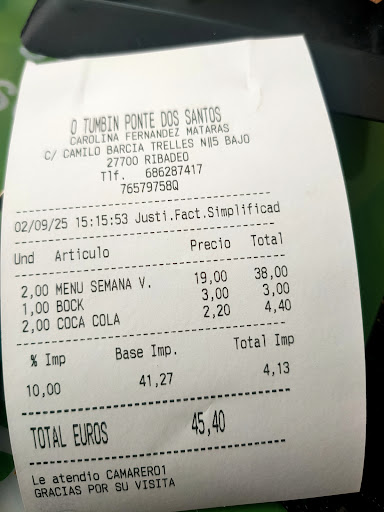 O TUMBIN PONTE DOS SANTOS
CAROLINA FERNANDEZ MATARAS
C/ CAMILO BARCIA TRELLES Nº5 BAJO
27700 RIBADEO
Tlf. 686287417
76579758Q
02/09/25 15:15:53 Justi.Fact.Simplificad
Und Articulo Precio Total
2,00 MENU SEMANA V. 19,00 38,00
1,00 BOCK 3,00 3,00
2,00 COCA COLA 2,20 4,40
% Imp Base Imp. Total Imp
10,00 41,27 4,13
TOTAL EUROS 45,40
Le atendio CAMARERO1
GRACIAS POR SU VISITA